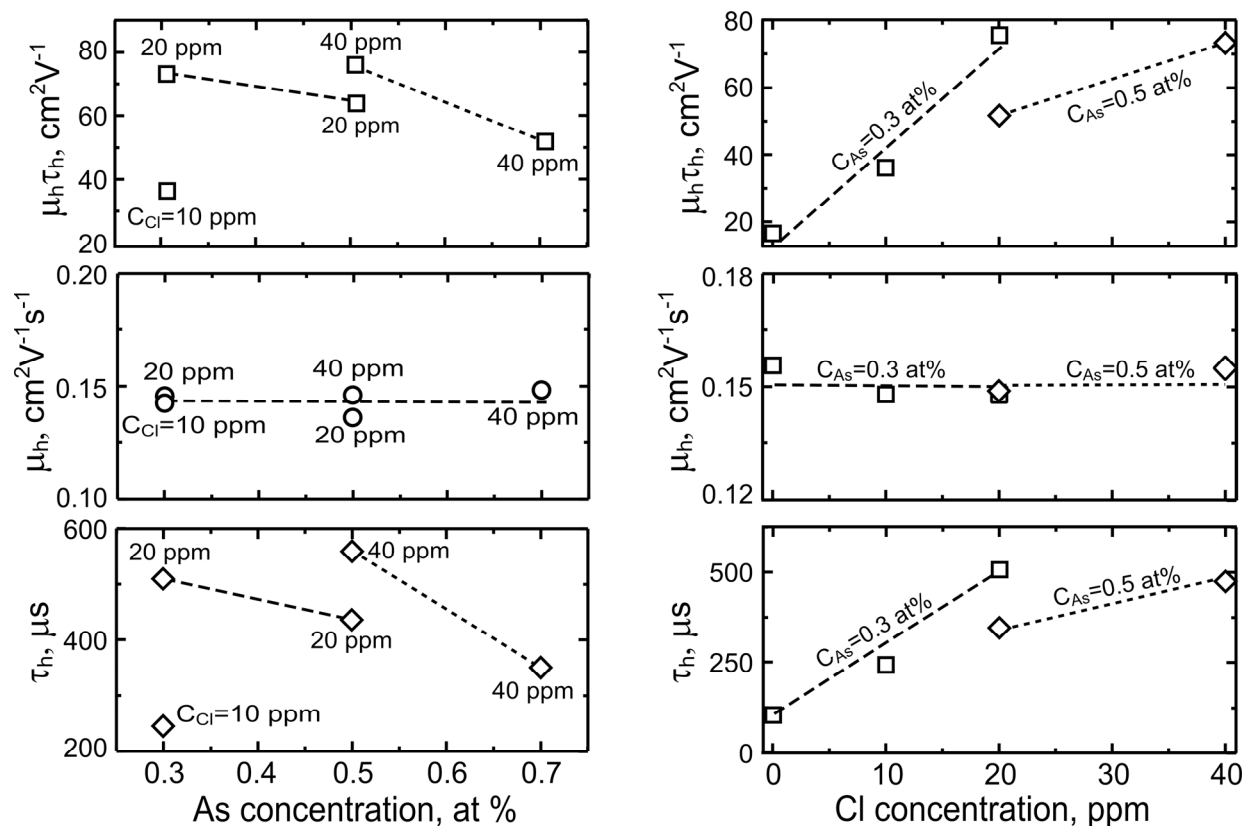 80
60
40
20
μhτh, cm²V⁻¹
20 ppm
40 ppm
20 ppm
40 ppm
CCl=10 ppm
0.20
0.15
0.10
μh, cm²V⁻¹s⁻¹
20 ppm
40 ppm
CCl=10 ppm
20 ppm
40 ppm
600
400
200
τh, μs
20 ppm
40 ppm
20 ppm
40 ppm
CCl=10 ppm
0.3 0.4 0.5 0.6 0.7
As concentration, at %
80
60
40
20
μhτh, cm²V⁻¹
CAs=0.3 at%
CAs=0.5 at%
0.18
0.15
0.12
μh, cm²V⁻¹s⁻¹
CAs=0.3 at%
CAs=0.5 at%
500
250
0
τh, μs
CAs=0.3 at%
CAs=0.5 at%
0 10 20 30 40
Cl concentration, ppm